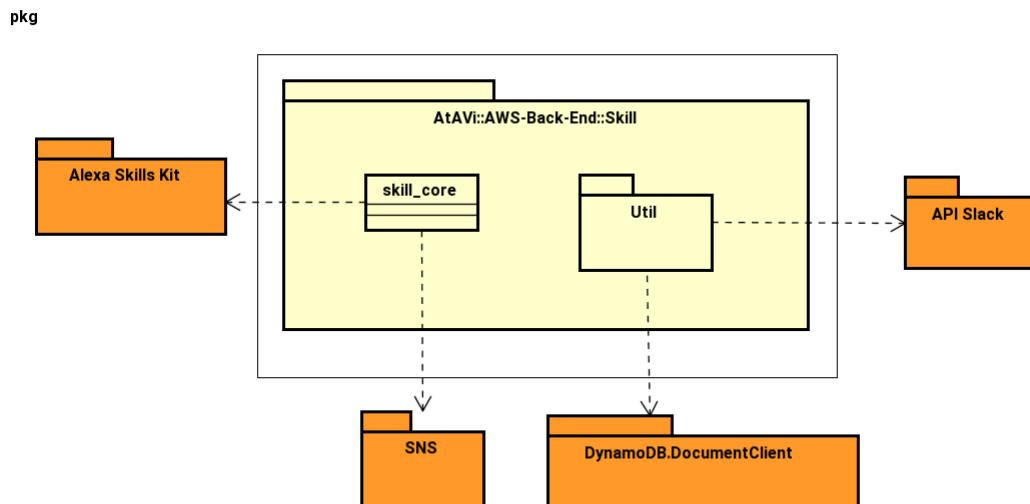 pkg
AtAVi::AWS-Back-End::Skill
Alexa Skills Kit
skill_core
Util
API Slack
SNS
DynamoDB.DocumentClient